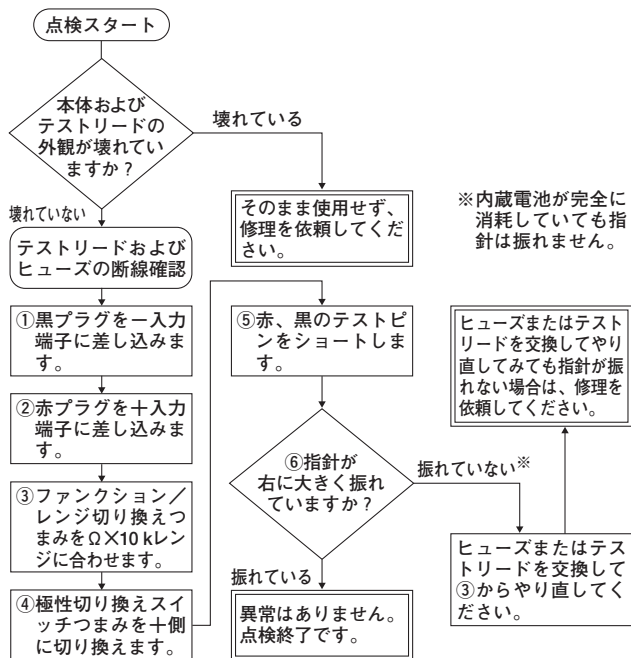 点検スタート
本体および
テストリードの
外観が壊れてい
ますか？
壊れている
そのまま使用せず、
修理を依頼してくだ
さい。
※内蔵電池が完全に
消耗していても指
針は振れません。
壊れていない
テストリードおよび
ヒューズの断線確認
①黒プラグを－入力
端子に差し込みま
す。
②赤プラグを＋入力
端子に差し込みま
す。
③ファンクション／
レンジ切り換えつ
まみをΩ×10 kレン
ジに合わせます。
④極性切り換えスイ
ッチつまみを＋側
に切り換えます。
⑤赤、黒のテストピ
ンをショートしま
す。
⑥指針が
右に大きく振れ
ていますか？
振れていない※
振れている
異常はありません。
点検終了です。
ヒューズまたはテス
トリードを交換して
③からやり直してく
ださい。
ヒューズまたはテスト
リードを交換してやり
直してみても指針が振
れない場合は、修理を
依頼してください。